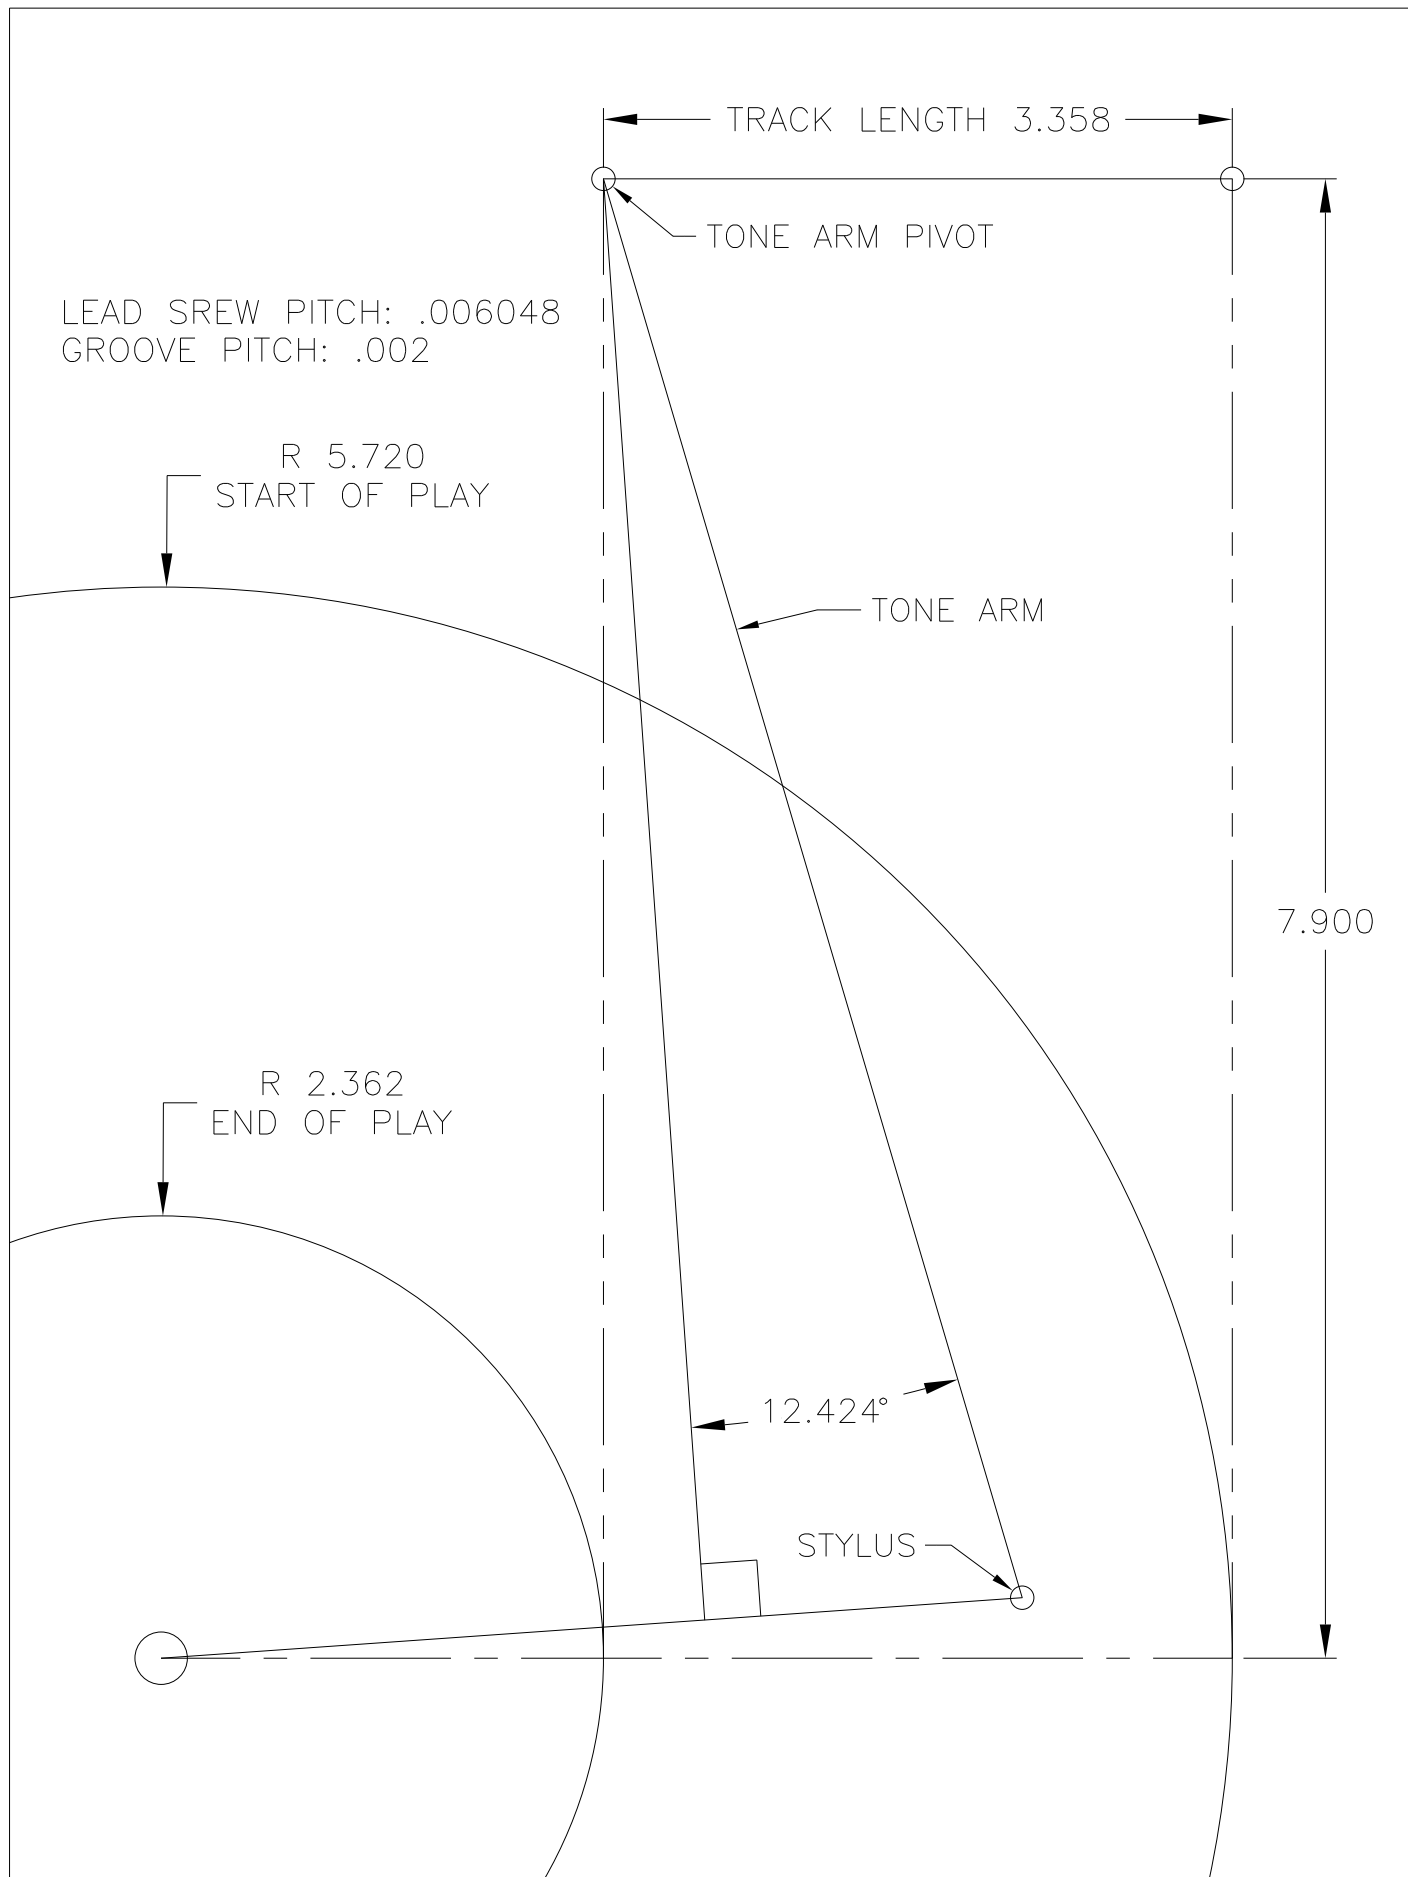 TRACK LENGTH 3.358
TONE ARM PIVOT
LEAD SREW PITCH: .006048
GROOVE PITCH: .002
R 5.720
START OF PLAY
TONE ARM
7.900
R 2.362
END OF PLAY
12.424°
STYLUS